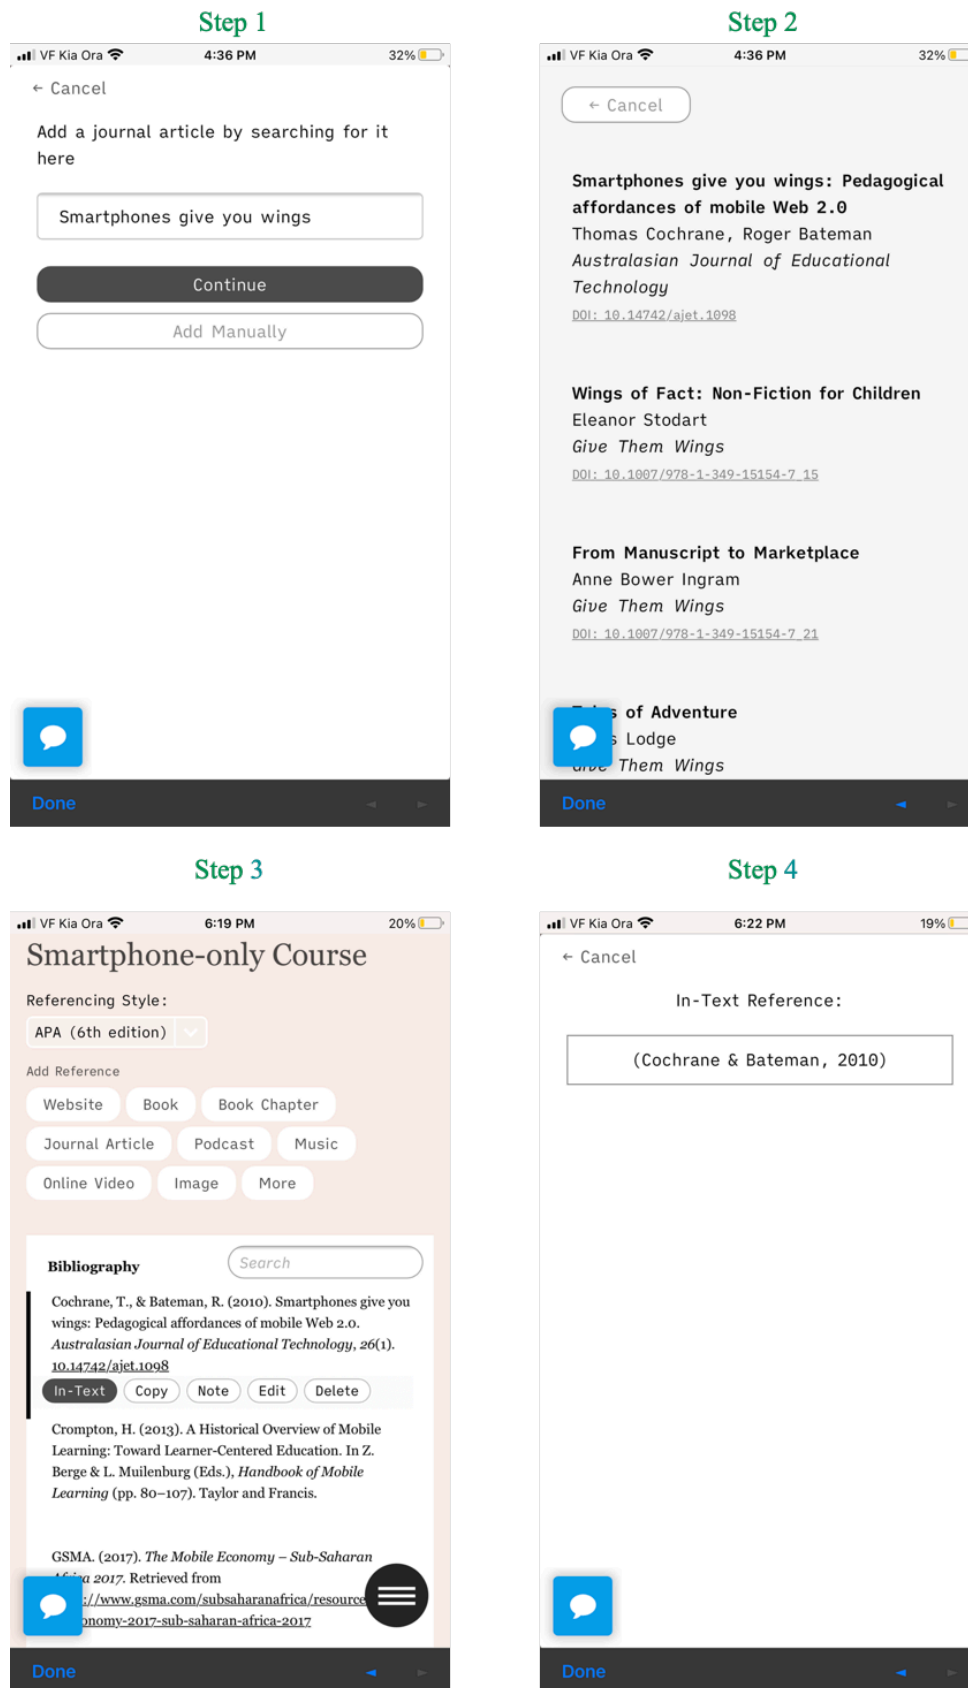 Step 1
VF Kia Ora 4:36 PM 32%
← Cancel
Add a journal article by searching for it
here
Smartphones give you wings
Continue
Add Manually
Done
Step 2
VF Kia Ora 4:36 PM 32%
← Cancel
Smartphones give you wings: Pedagogical
affordances of mobile Web 2.0
Thomas Cochrane, Roger Bateman
Australasian Journal of Educational
Technology
DOI: 10.14742/ajet.1098
Wings of Fact: Non-Fiction for Children
Eleanor Stodart
Give Them Wings
DOI: 10.1007/978-1-349-15154-7_15
From Manuscript to Marketplace
Anne Bower Ingram
Give Them Wings
DOI: 10.1007/978-1-349-15154-7_21
of Adventure
Lodge
Give Them Wings
Done
Step 3
VF Kia Ora 6:19 PM 20%
Smartphone-only Course
Referencing Style:
APA (6th edition)
Add Reference
Website Book Book Chapter
Journal Article Podcast Music
Online Video Image More
Bibliography Search
Cochrane, T., & Bateman, R. (2010). Smartphones give you
wings: Pedagogical affordances of mobile Web 2.0.
Australasian Journal of Educational Technology, 26(1).
10.14742/ajet.1098
In-Text Copy Note Edit Delete
Crompton, H. (2013). A Historical Overview of Mobile
Learning: Toward Learner-Centered Education. In Z.
Berge & L. Muilenburg (Eds.), Handbook of Mobile
Learning (pp. 80–107). Taylor and Francis.
GSMA. (2017). The Mobile Economy – Sub-Saharan
Africa 2017. Retrieved from
://www.gsma.com/subsaharanafrica/resource
onomy-2017-sub-saharan-africa-2017
Done
Step 4
VF Kia Ora 6:22 PM 19%
← Cancel
In-Text Reference:
(Cochrane & Bateman, 2010)
Done